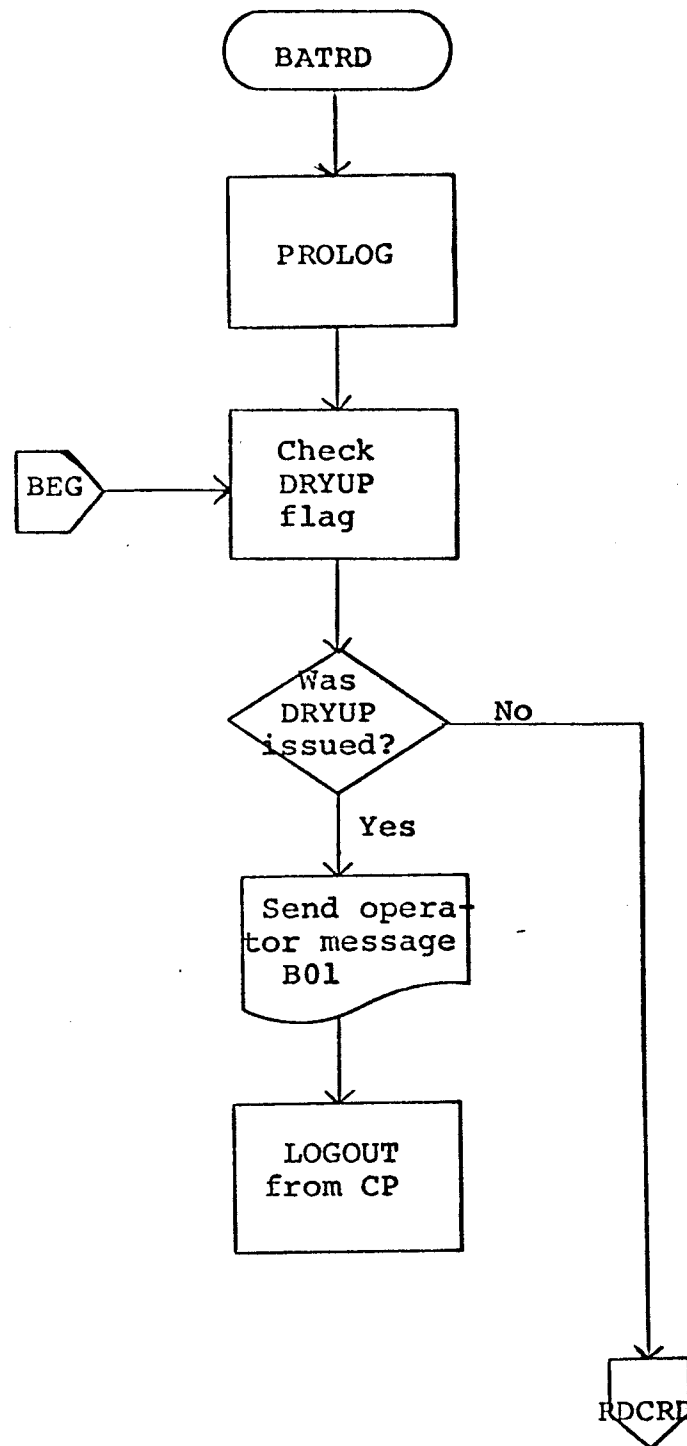 BATRD
PROLOG
Check
DRYUP
flag
BEG
Was
DRYUP
issued?
No
Yes
Send opera-
tor message
B01
LOGOUT
from CP
RDCRD